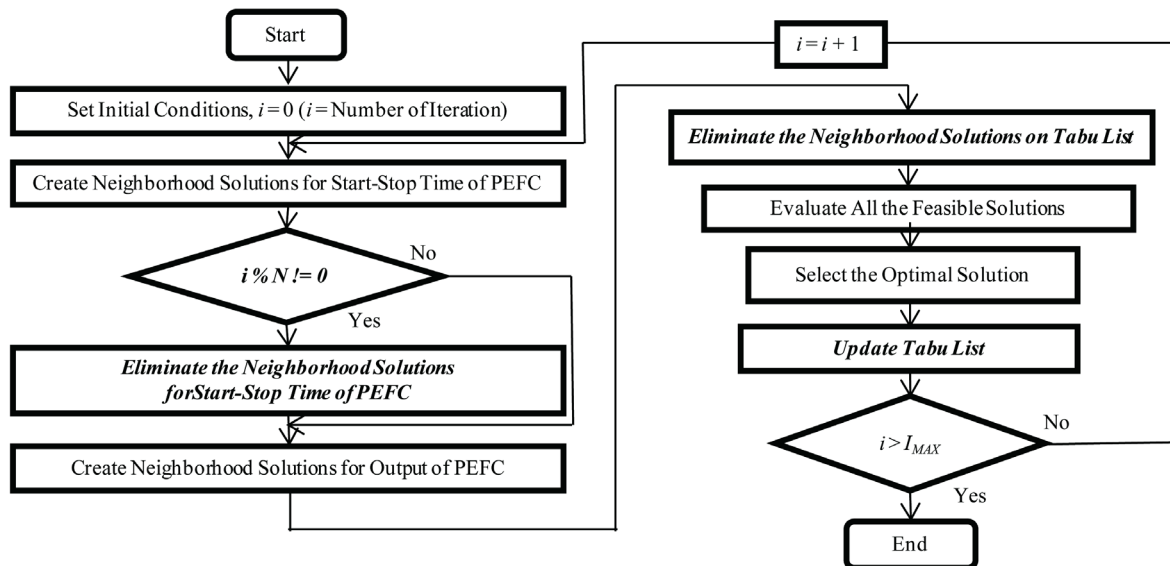 Start
Set Initial Conditions, i = 0 (i = Number of Iteration)
Create Neighborhood Solutions for Start-Stop Time of PEFC
i % N != 0
No
Yes
Eliminate the Neighborhood Solutions
forStart-Stop Time of PEFC
Create Neighborhood Solutions for Output of PEFC
i = i + 1
Eliminate the Neighborhood Solutions on Tabu List
Evaluate All the Feasible Solutions
Select the Optimal Solution
Update Tabu List
i > I_MAX
No
Yes
End